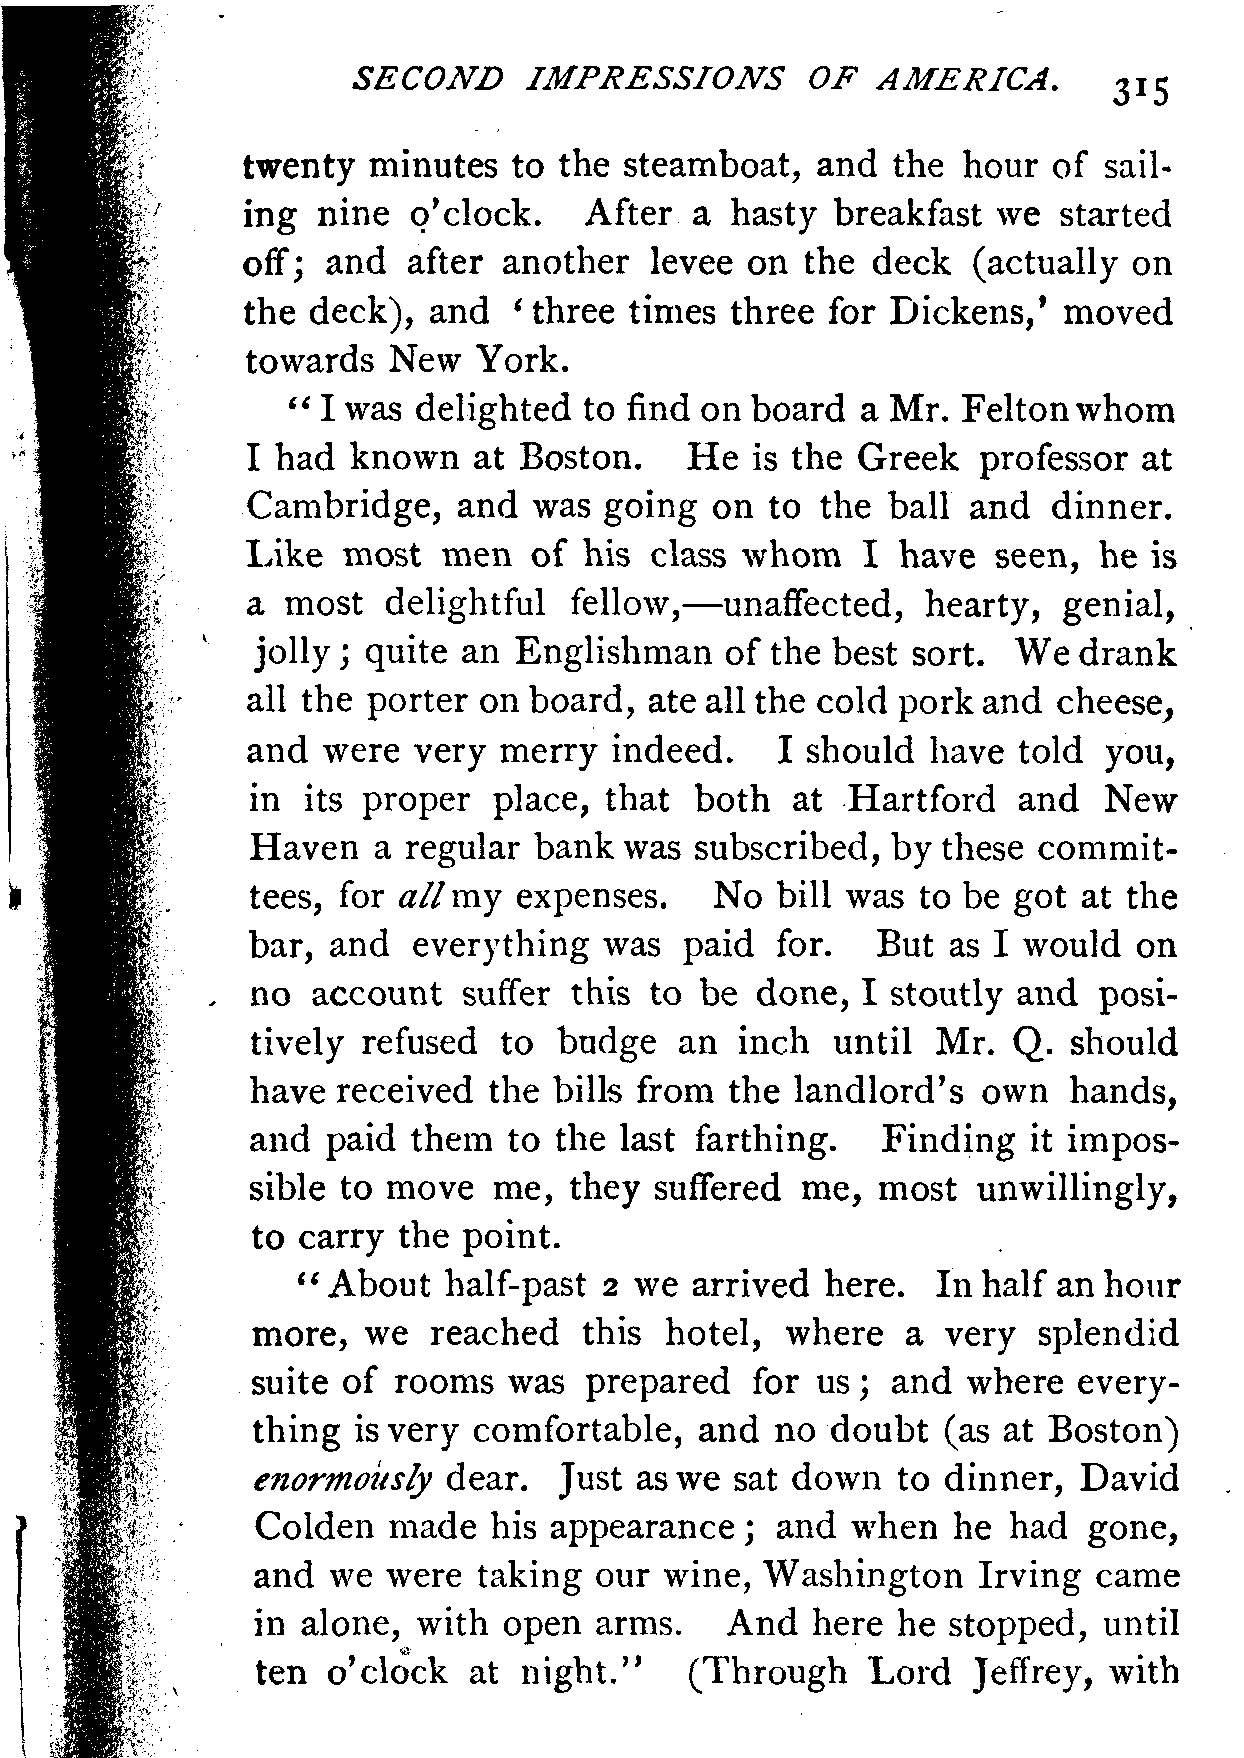 SECOND IMPRESSIONS OF AMERICA. 315
twenty minutes to the steamboat, and the hour of sail-
ing nine o'clock. After a hasty breakfast we started
off; and after another levee on the deck (actually on
the deck), and ‘three times three for Dickens,’ moved
towards New York.
“I was delighted to find on board a Mr. Felton whom
I had known at Boston. He is the Greek professor at
Cambridge, and was going on to the ball and dinner.
Like most men of his class whom I have seen, he is
a most delightful fellow,—unaffected, hearty, genial,
jolly; quite an Englishman of the best sort. We drank
all the porter on board, ate all the cold pork and cheese,
and were very merry indeed. I should have told you,
in its proper place, that both at Hartford and New
Haven a regular bank was subscribed, by these commit-
tees, for all my expenses. No bill was to be got at the
bar, and everything was paid for. But as I would on
no account suffer this to be done, I stoutly and posi-
tively refused to budge an inch until Mr. Q. should
have received the bills from the landlord's own hands,
and paid them to the last farthing. Finding it impos-
sible to move me, they suffered me, most unwillingly,
to carry the point.
“About half-past 2 we arrived here. In half an hour
more, we reached this hotel, where a very splendid
suite of rooms was prepared for us; and where every-
thing is very comfortable, and no doubt (as at Boston)
enormously dear. Just as we sat down to dinner, David
Colden made his appearance; and when he had gone,
and we were taking our wine, Washington Irving came
in alone, with open arms. And here he stopped, until
ten o'clock at night.” (Through Lord Jeffrey, with